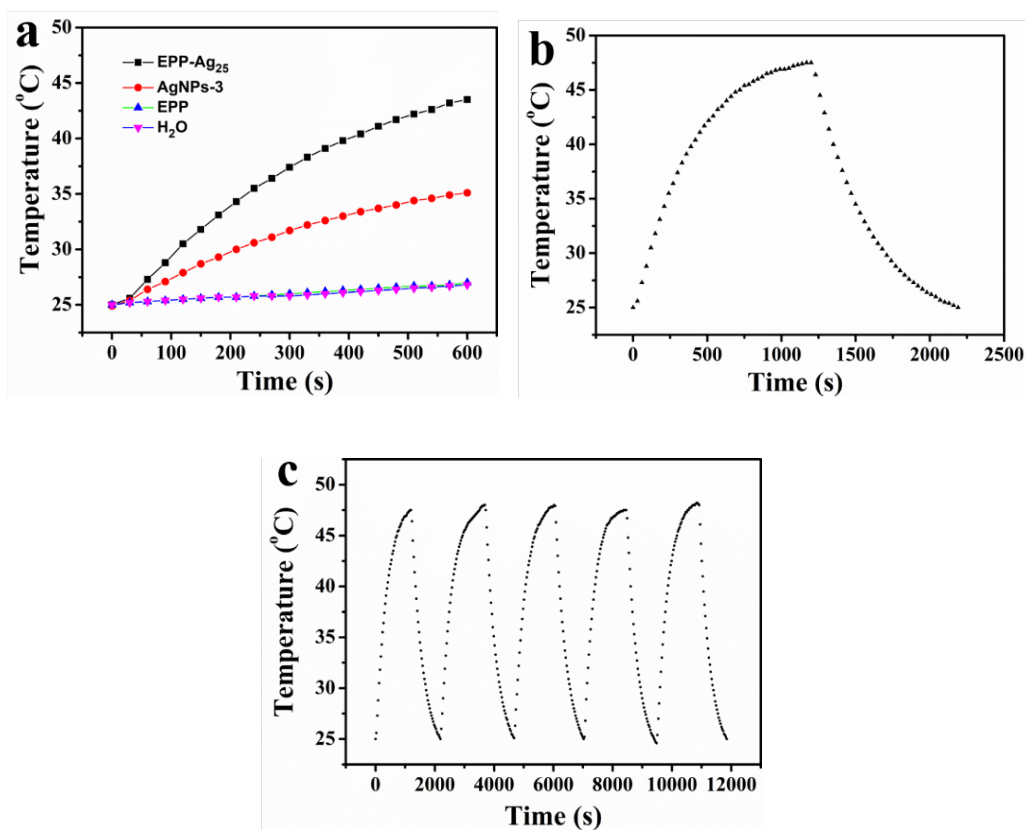 a
50
45
40
35
30
25
Temperature (°C)
EPP-Ag₂₅
AgNPs-3
EPP
H₂O
0 100 200 300 400 500 600
Time (s)
b
50
45
40
35
30
25
Temperature (°C)
0 500 1000 1500 2000 2500
Time (s)
c
50
45
40
35
30
25
Temperature (°C)
0 2000 4000 6000 8000 10000 12000
Time (s)